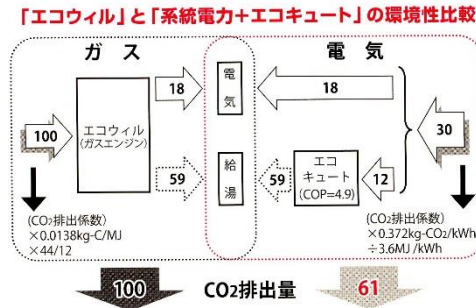 「エコウィル」と「系統電力+エコキュート」の環境性比較
ガス
電気
100
エコウィル
(ガスエンジン)
18
電気
18
30
59
給湯
59
エコ
キュート
(COP=4.9)
12
(CO₂排出係数)
×0.0138kg-C/MJ
×44/12
(CO₂排出係数)
×0.372kg-CO₂/kWh
÷3.6MJ/kWh
100
CO₂排出量
61